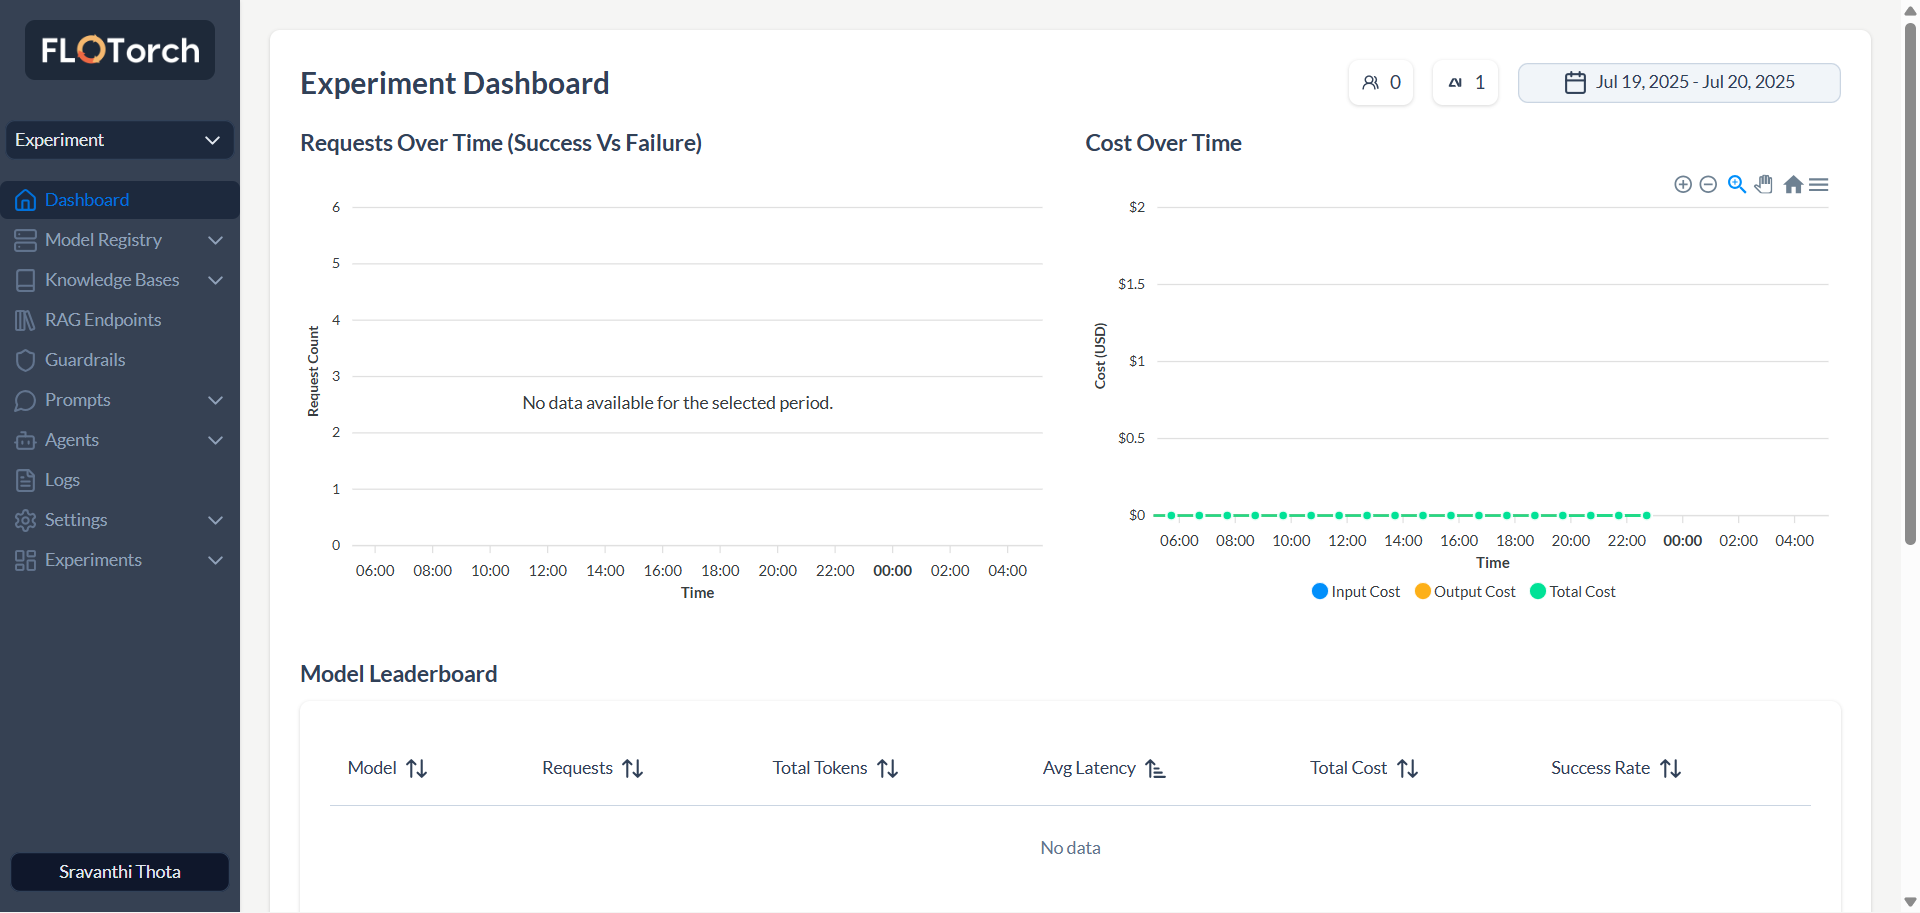 FLOTorch
Experiment
Dashboard
Model Registry
Knowledge Bases
RAG Endpoints
Guardrails
Prompts
Agents
Logs
Settings
Experiments
Sravanthi Thota
Experiment Dashboard
0
1
Jul 19, 2025 - Jul 20, 2025
Requests Over Time (Success Vs Failure)
6
5
4
3
2
1
0
Request Count
No data available for the selected period.
06:00 08:00 10:00 12:00 14:00 16:00 18:00 20:00 22:00 00:00 02:00 04:00
Time
Cost Over Time
$2
$1.5
$1
$0.5
$0
Cost (USD)
06:00 08:00 10:00 12:00 14:00 16:00 18:00 20:00 22:00 00:00 02:00 04:00
Time
Input Cost Output Cost Total Cost
Model Leaderboard
Model Requests Total Tokens Avg Latency Total Cost Success Rate
No data